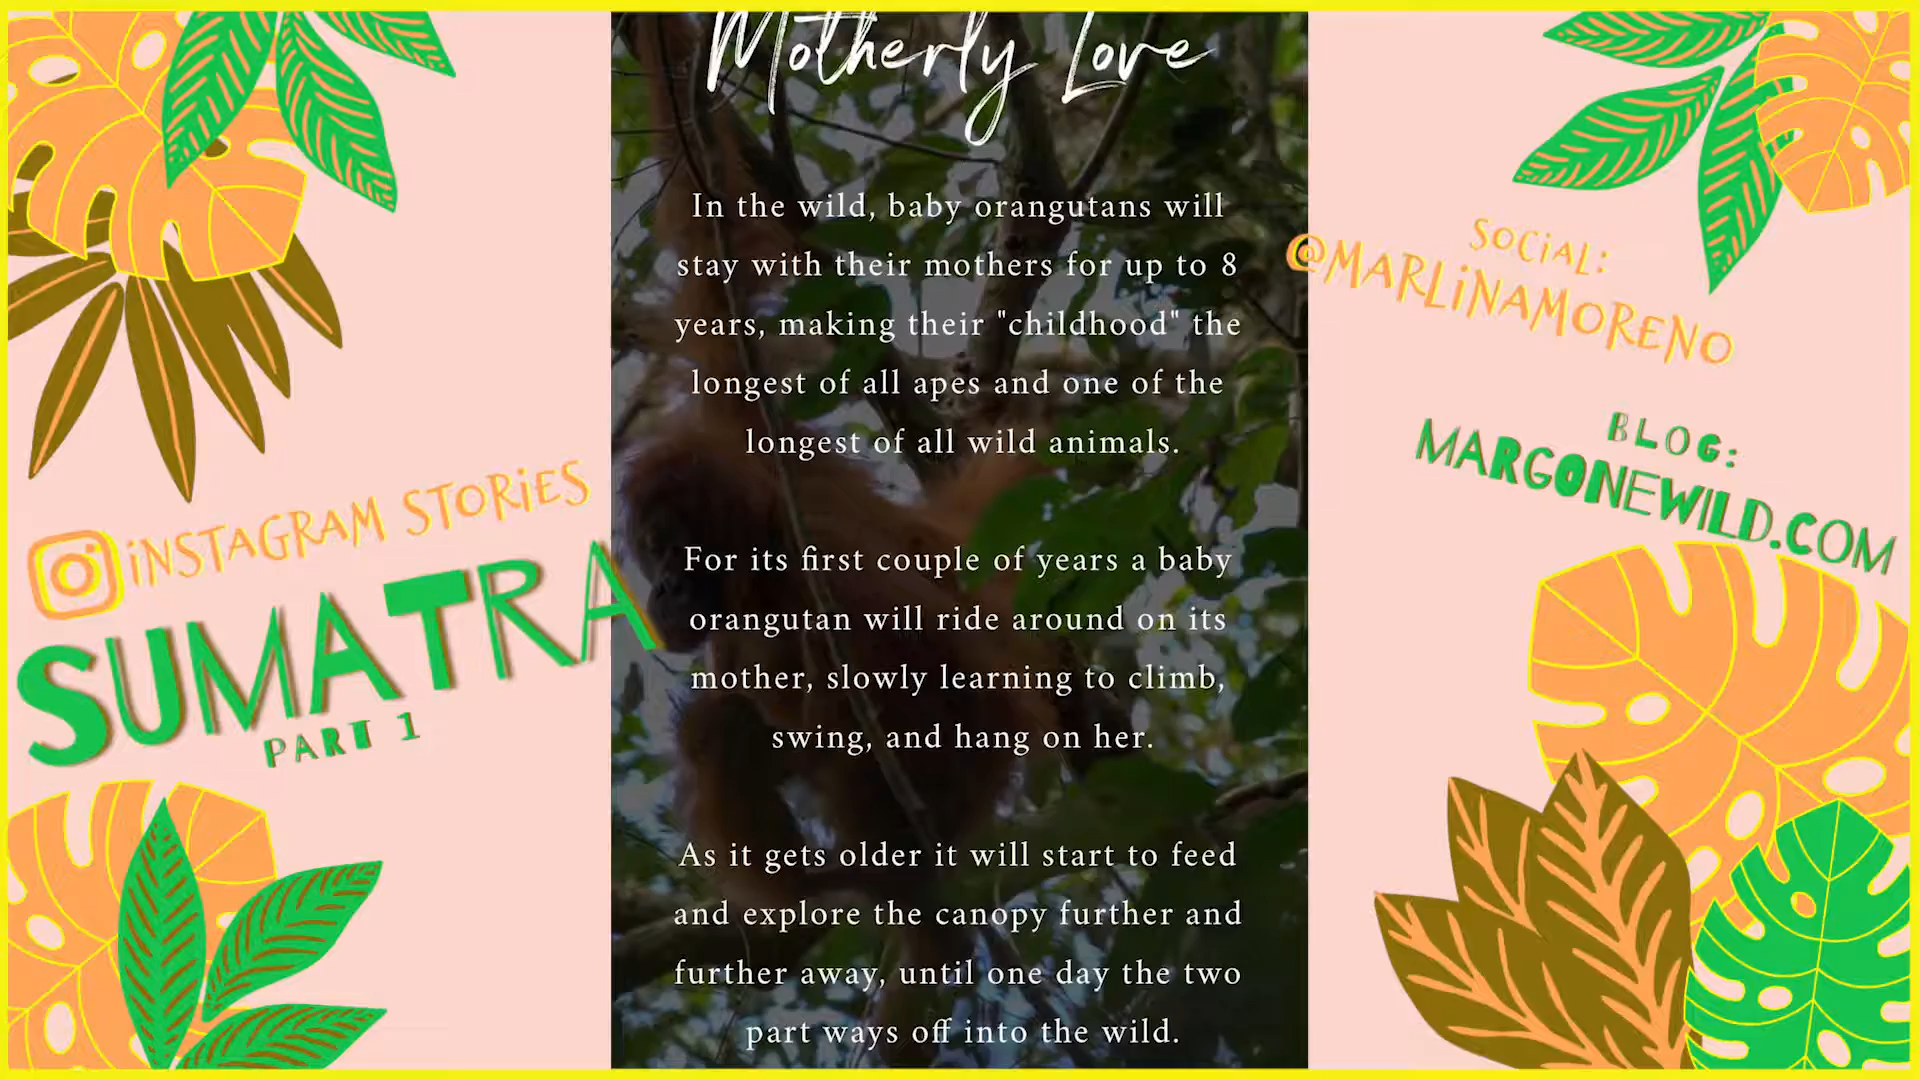 Motherly Love
In the wild, baby orangutans will
stay with their mothers for up to 8
years, making their "childhood" the
longest of all apes and one of the
longest of all wild animals.
For its first couple of years a baby
orangutan will ride around on its
mother, slowly learning to climb,
swing, and hang on her.
As it gets older it will start to feed
and explore the canopy further and
further away, until one day the two
part ways off into the wild.
iNSTAGRAM STORiES
SUMATRA
PART 1
SOCiAL:
@MARLiNAMORENO
BLOG:
MARGONEWILD.COM